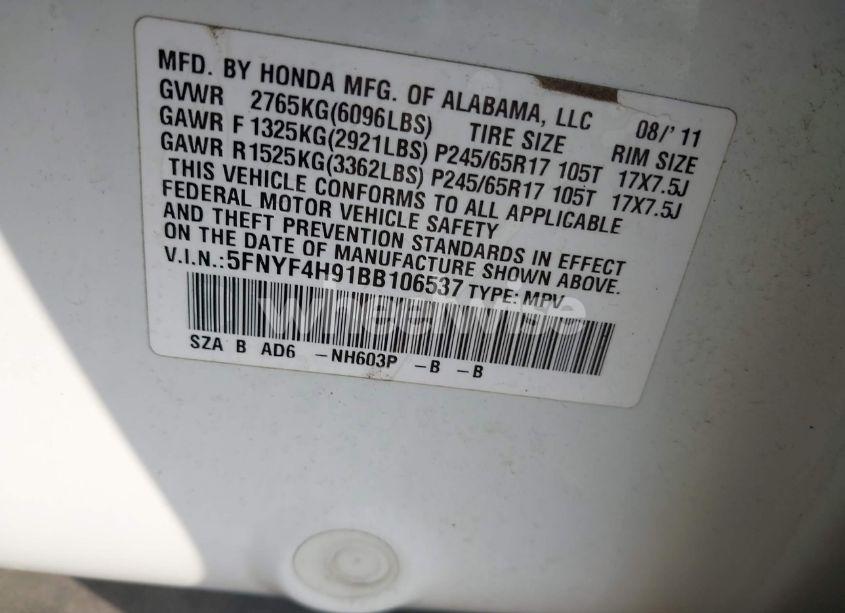 MFD. BY HONDA MFG. OF ALABAMA, LLC 08/'11
GVWR 2765KG(6096LBS) TIRE SIZE RIM SIZE
GAWR F 1325KG(2921LBS) P245/65R17 105T 17X7.5J
GAWR R 1525KG(3362LBS) P245/65R17 105T 17X7.5J
THIS VEHICLE CONFORMS TO ALL APPLICABLE
FEDERAL MOTOR VEHICLE SAFETY
AND THEFT PREVENTION STANDARDS IN EFFECT
ON THE DATE OF MANUFACTURE SHOWN ABOVE.
V.I.N.:5FNYF4H91BB106537 TYPE: MPV
wheelwise
SZA B AD6 -NH603P -B -B